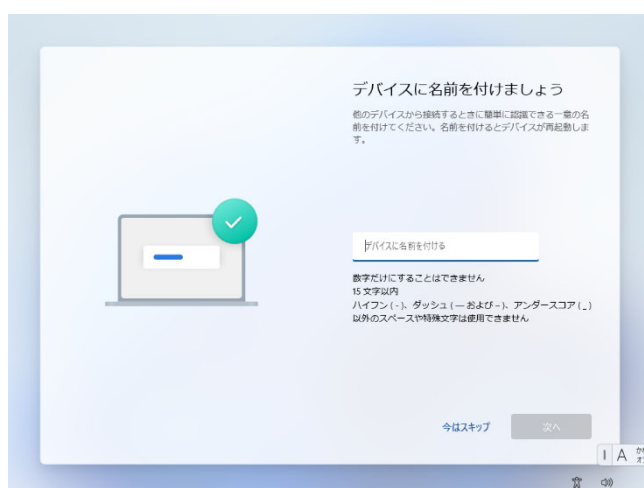 デバイスに名前を付けましょう
他のデバイスから接続するときに簡単に認識できる一意の名
前を付けてください。名前を付けるとデバイスが再起動しま
す。
デバイスに名前を付ける
数字だけにすることはできません
15 文字以内
ハイフン ( - )、ダッシュ ( — および – )、アンダースコア ( _ )
以外のスペースや特殊文字は使用できません
今はスキップ
次へ
A